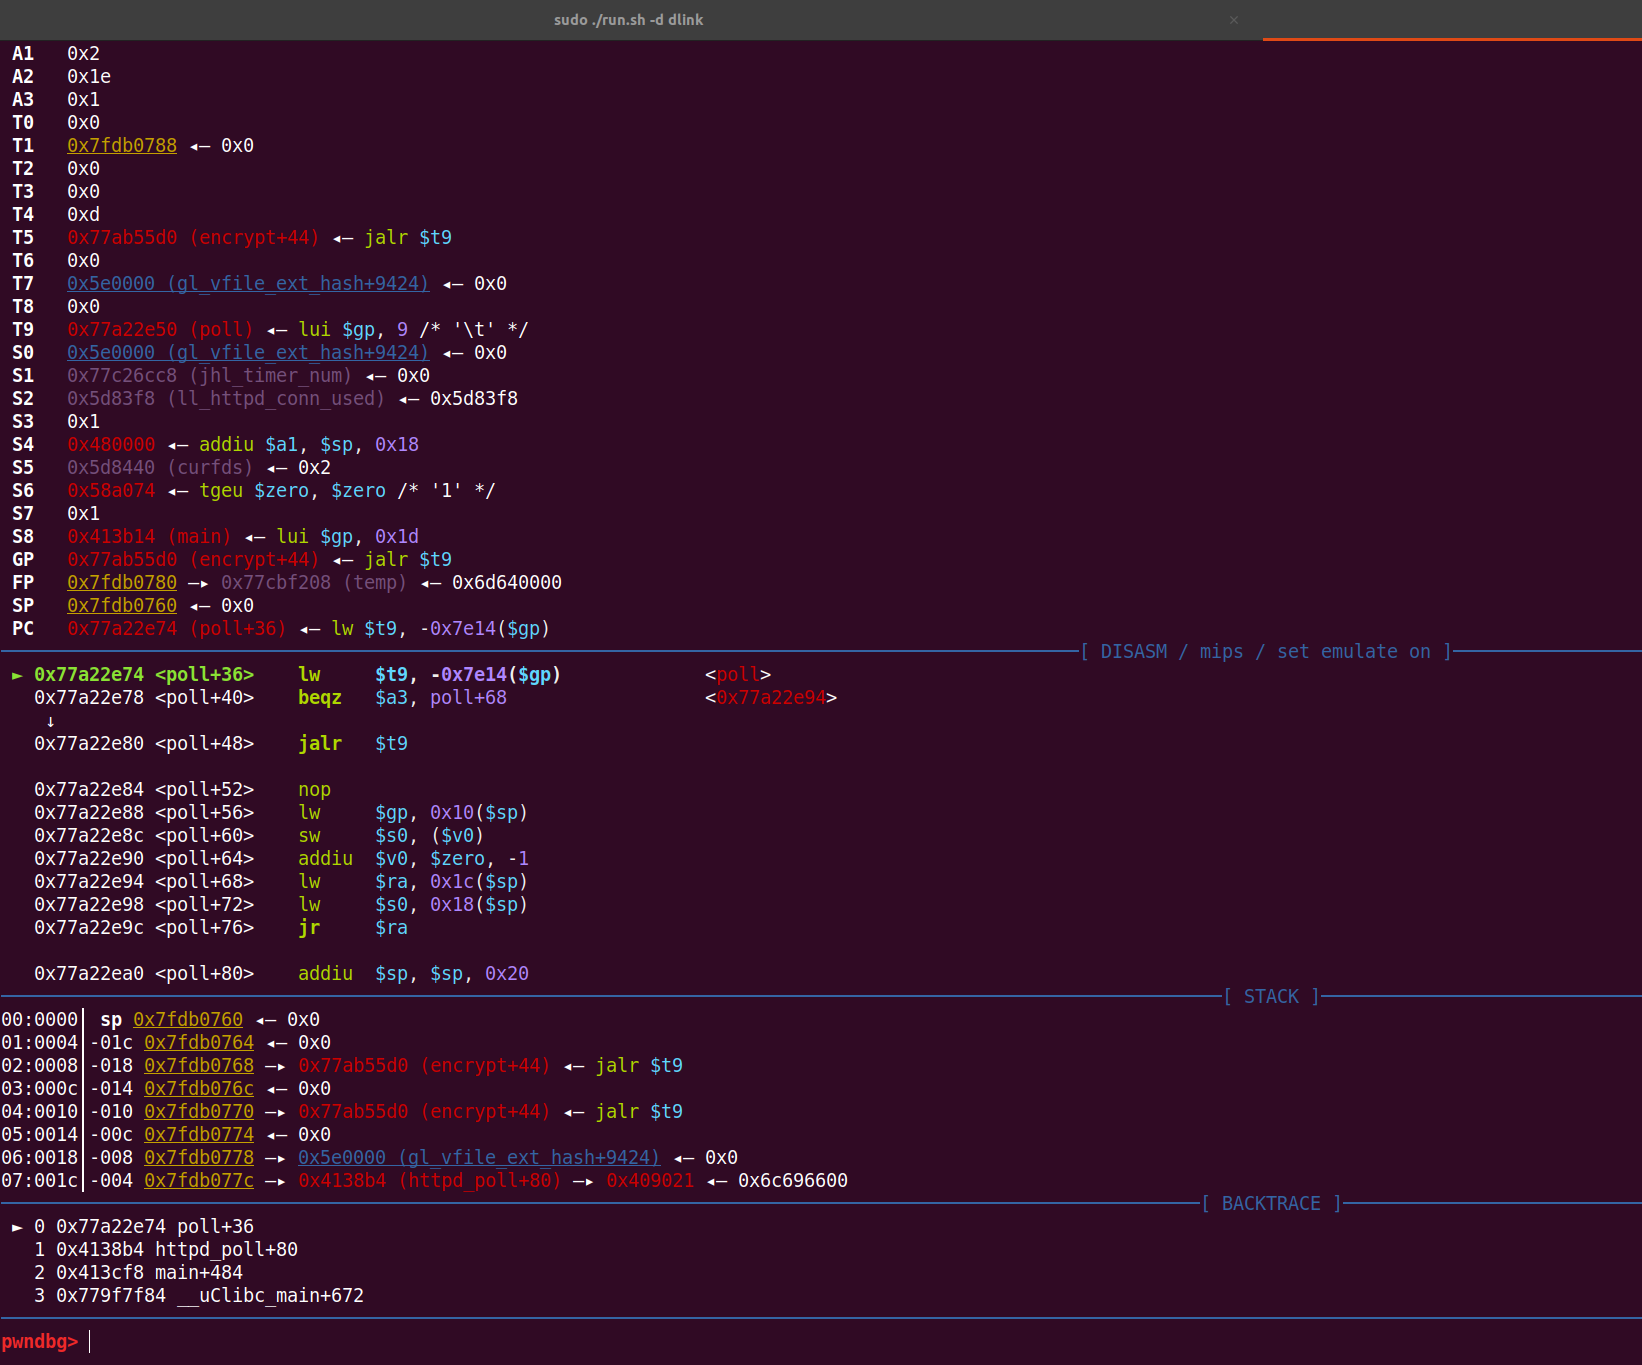 sudo ./run.sh -d dlink ×
A1 0x2
A2 0x1e
A3 0x1
T0 0x0
T1 0x7fdb0788 ◂— 0x0
T2 0x0
T3 0x0
T4 0xd
T5 0x77ab55d0 (encrypt+44) ◂— jalr $t9
T6 0x0
T7 0x5e0000 (gl_vfile_ext_hash+9424) ◂— 0x0
T8 0x0
T9 0x77a22e50 (poll) ◂— lui $gp, 9 /* '\t' */
S0 0x5e0000 (gl_vfile_ext_hash+9424) ◂— 0x0
S1 0x77c26cc8 (jhl_timer_num) ◂— 0x0
S2 0x5d83f8 (ll_httpd_conn_used) ◂— 0x5d83f8
S3 0x1
S4 0x480000 ◂— addiu $a1, $sp, 0x18
S5 0x5d8440 (curfds) ◂— 0x2
S6 0x58a074 ◂— tgeu $zero, $zero /* '1' */
S7 0x1
S8 0x413b14 (main) ◂— lui $gp, 0x1d
GP 0x77ab55d0 (encrypt+44) ◂— jalr $t9
FP 0x7fdb0780 —▸ 0x77cbf208 (temp) ◂— 0x6d640000
SP 0x7fdb0760 ◂— 0x0
PC 0x77a22e74 (poll+36) ◂— lw $t9, -0x7e14($gp)
[ DISASM / mips / set emulate on ]
► 0x77a22e74 <poll+36> lw $t9, -0x7e14($gp) <poll>
0x77a22e78 <poll+40> beqz $a3, poll+68 <0x77a22e94>
↓
0x77a22e80 <poll+48> jalr $t9
0x77a22e84 <poll+52> nop
0x77a22e88 <poll+56> lw $gp, 0x10($sp)
0x77a22e8c <poll+60> sw $s0, ($v0)
0x77a22e90 <poll+64> addiu $v0, $zero, -1
0x77a22e94 <poll+68> lw $ra, 0x1c($sp)
0x77a22e98 <poll+72> lw $s0, 0x18($sp)
0x77a22e9c <poll+76> jr $ra
0x77a22ea0 <poll+80> addiu $sp, $sp, 0x20
[ STACK ]
00:0000│ sp 0x7fdb0760 ◂— 0x0
01:0004│-01c 0x7fdb0764 ◂— 0x0
02:0008│-018 0x7fdb0768 —▸ 0x77ab55d0 (encrypt+44) ◂— jalr $t9
03:000c│-014 0x7fdb076c ◂— 0x0
04:0010│-010 0x7fdb0770 —▸ 0x77ab55d0 (encrypt+44) ◂— jalr $t9
05:0014│-00c 0x7fdb0774 ◂— 0x0
06:0018│-008 0x7fdb0778 —▸ 0x5e0000 (gl_vfile_ext_hash+9424) ◂— 0x0
07:001c│-004 0x7fdb077c —▸ 0x4138b4 (httpd_poll+80) —▸ 0x409021 ◂— 0x6c696600
[ BACKTRACE ]
► 0 0x77a22e74 poll+36
1 0x4138b4 httpd_poll+80
2 0x413cf8 main+484
3 0x779f7f84 __uClibc_main+672
pwndbg>